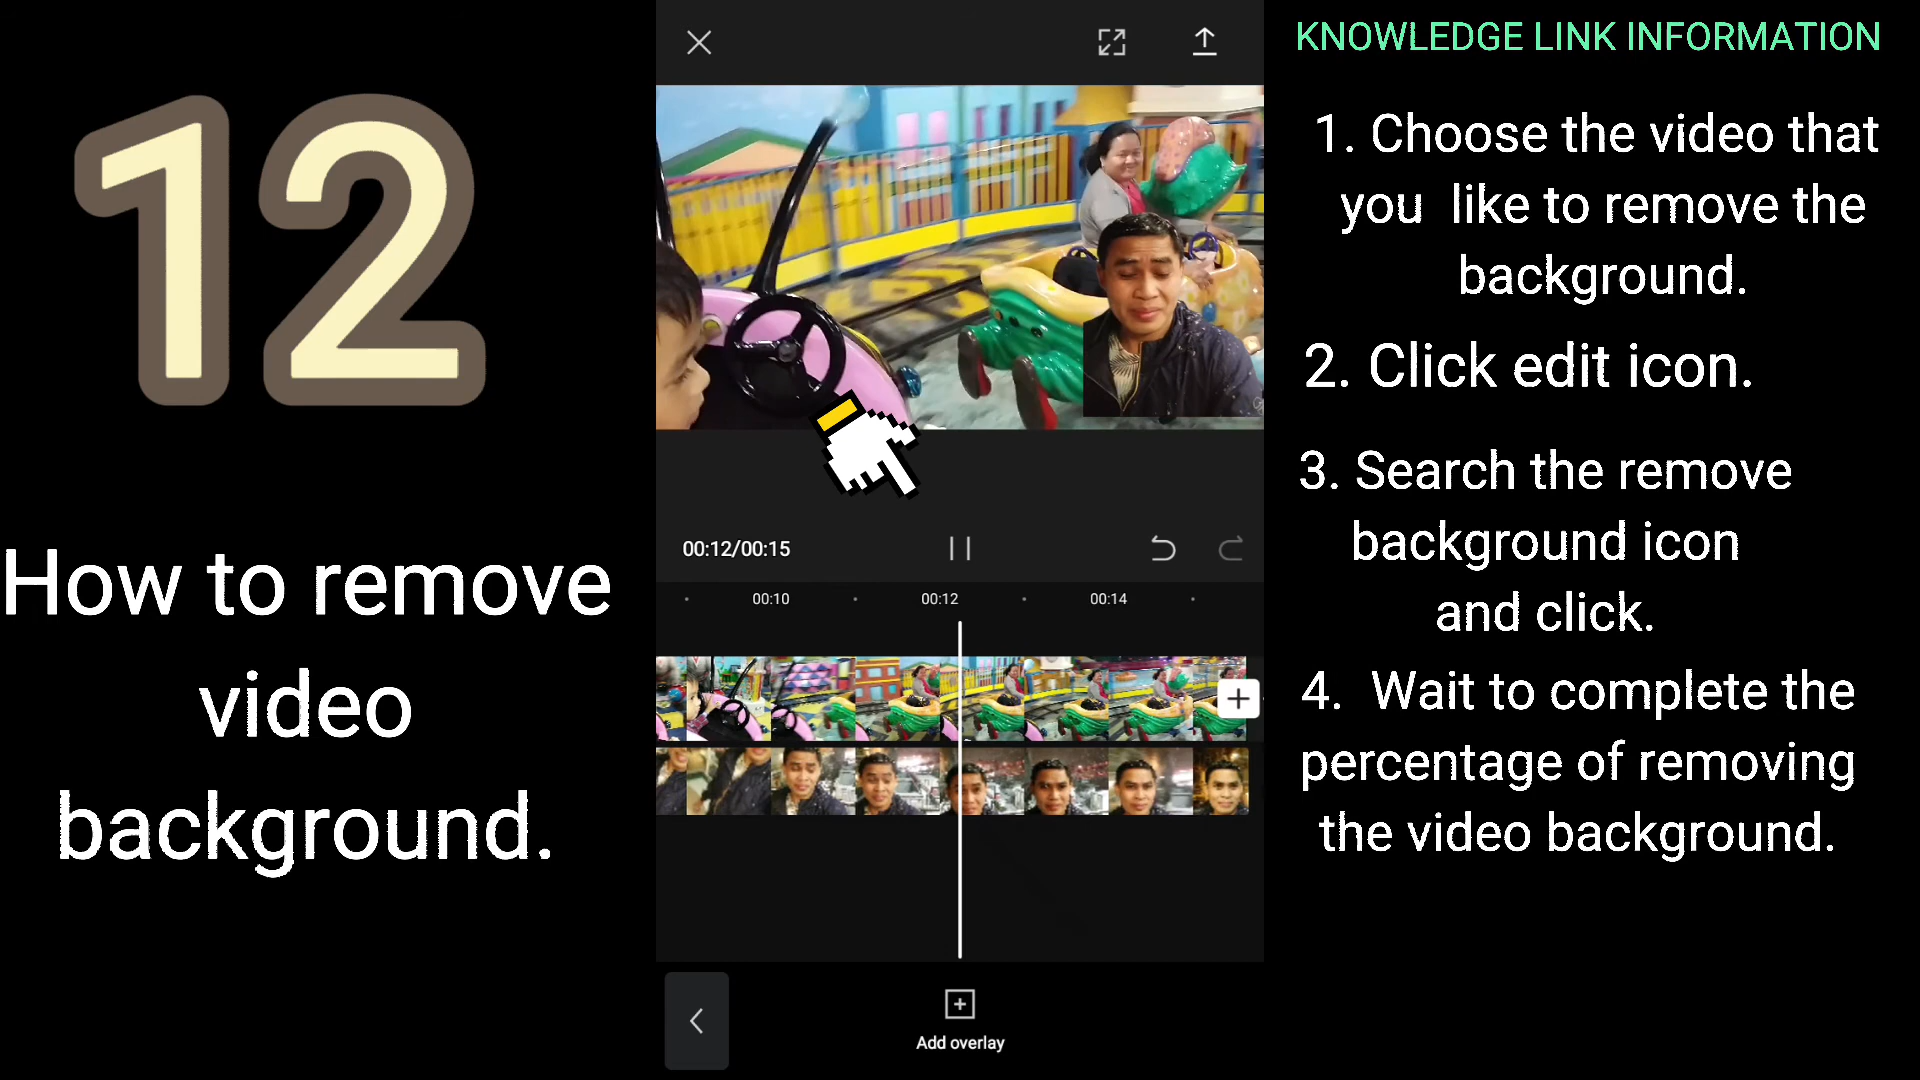 12
How to remove
video
background.
00:12/00:15
00:10
00:12
00:14
Add overlay
KNOWLEDGE LINK INFORMATION
1. Choose the video that
you like to remove the
background.
2. Click edit icon.
3. Search the remove
background icon
and click.
4. Wait to complete the
percentage of removing
the video background.